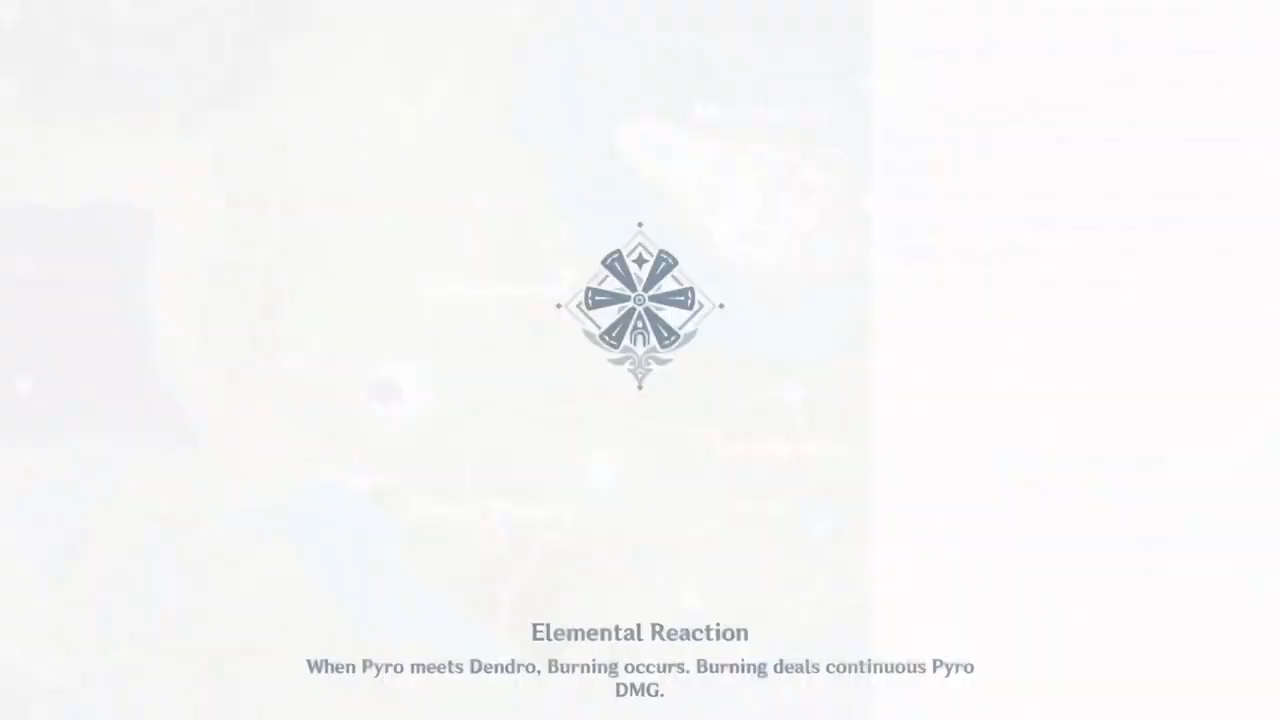 Elemental Reaction
When Pyro meets Dendro, Burning occurs. Burning deals continuous Pyro
DMG.